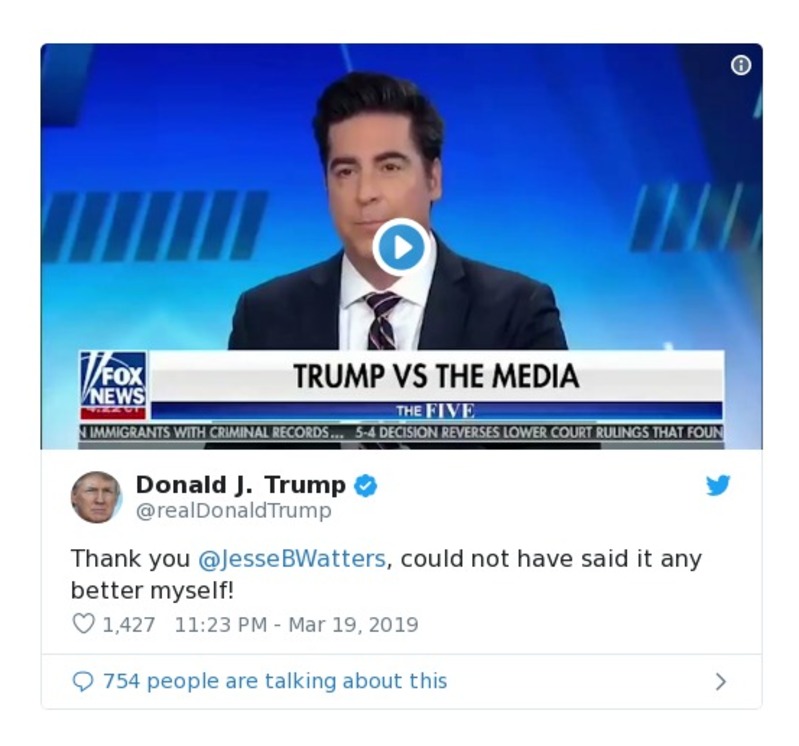 FOX
NEWS
TRUMP VS THE MEDIA
THE FIVE
IMMIGRANTS WITH CRIMINAL RECORDS... 5-4 DECISION REVERSES LOWER COURT RULINGS THAT FOUN
Donald J. Trump
@realDonaldTrump
Thank you @JesseBWatters, could not have said it any
better myself!
1,427 11:23 PM - Mar 19, 2019
754 people are talking about this